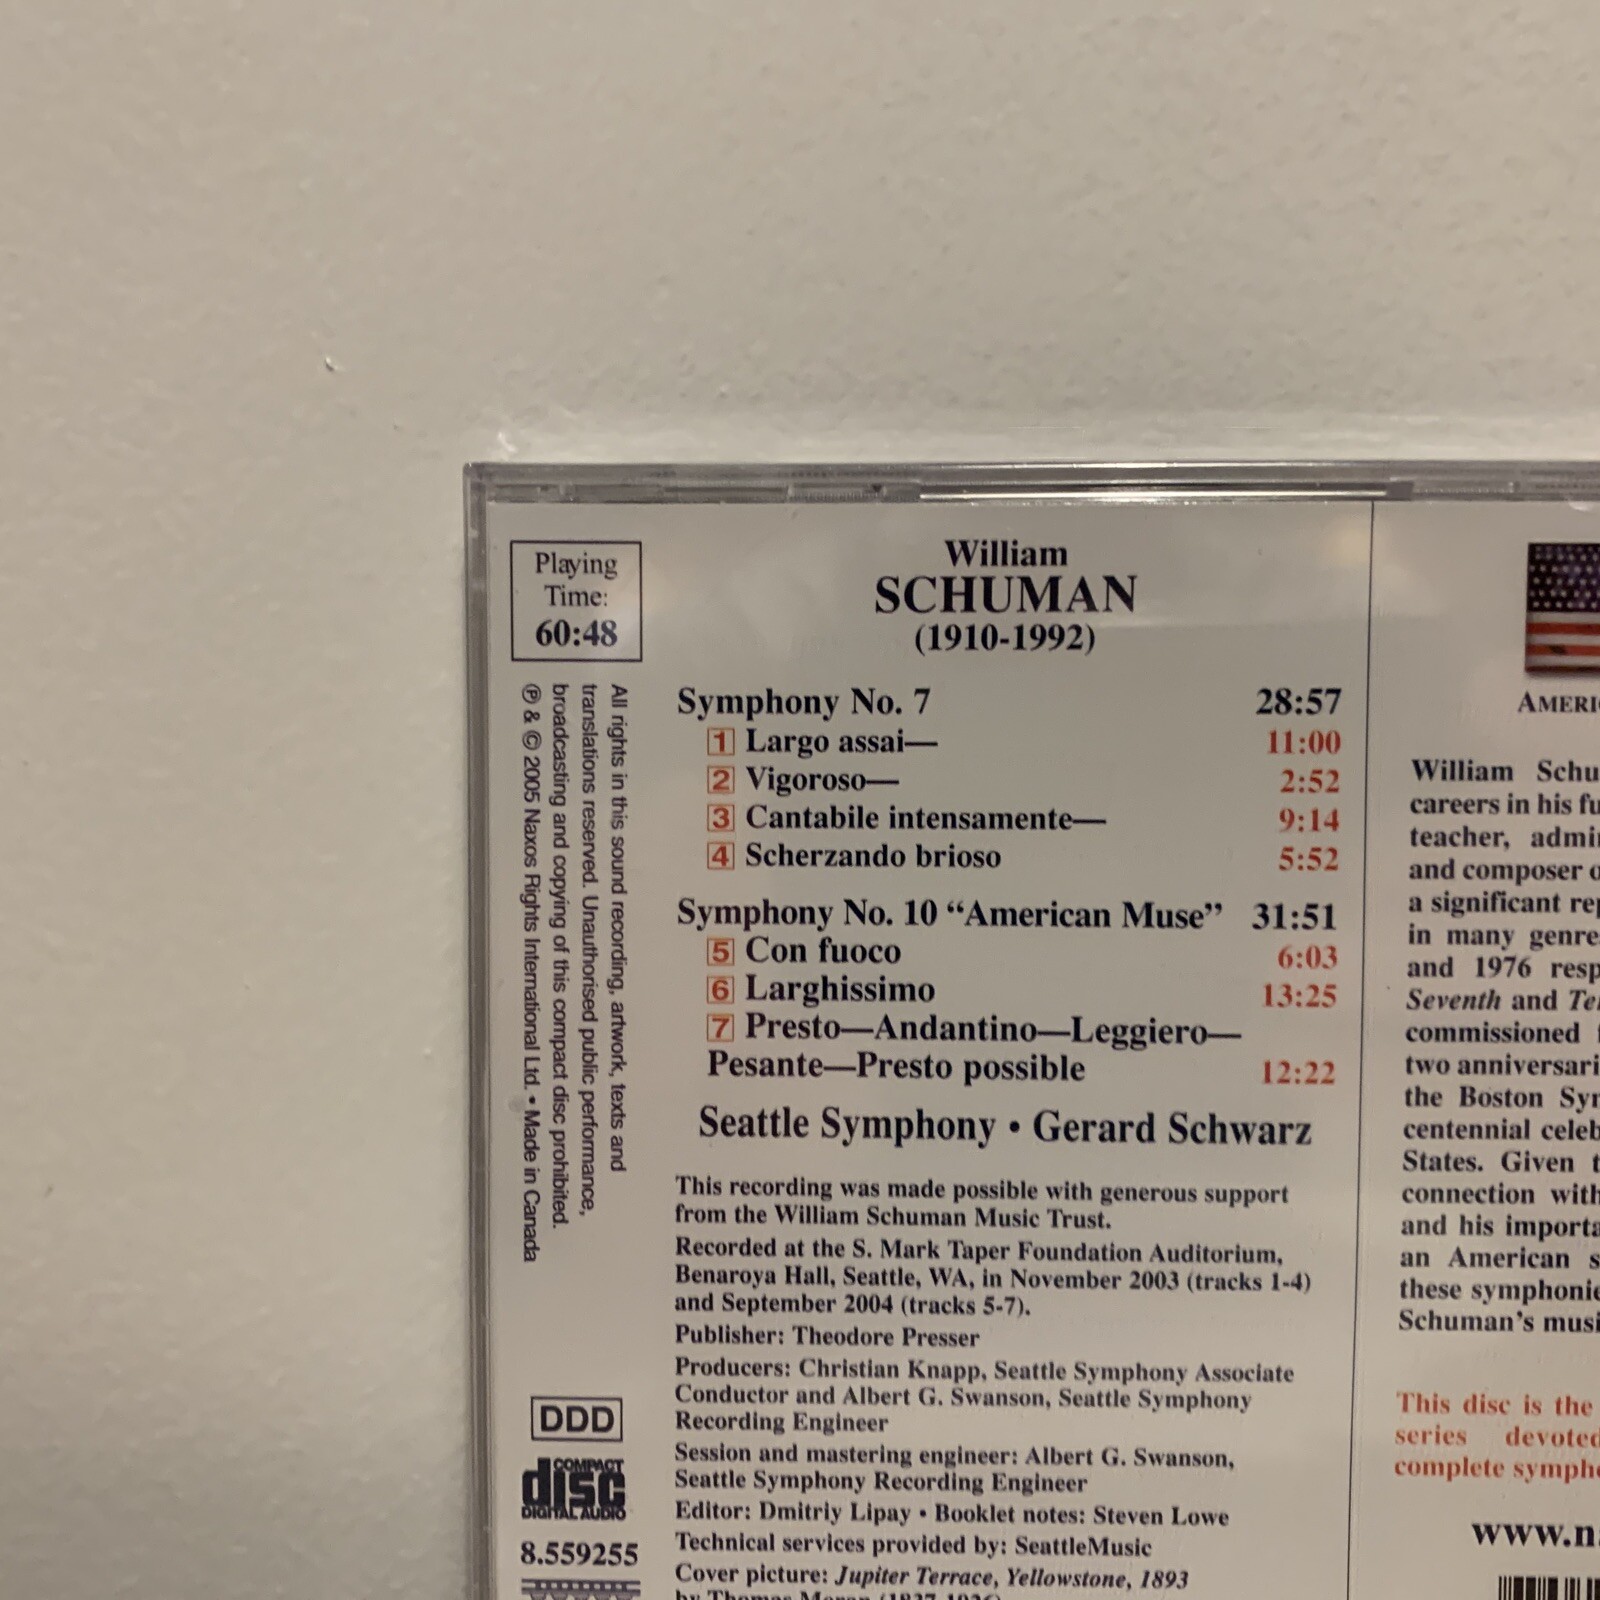 Playing
Time:
60:48
All rights in this sound recording, artwork, texts and
translations reserved. Unauthorised public performance,
broadcasting and copying of this compact disc prohibited.
℗ & © 2005 Naxos Rights International Ltd. • Made in Canada
DDD
COMPACT
disc
DIGITAL AUDIO
8.559255
William
SCHUMAN
(1910-1992)
Symphony No. 7 28:57
1 Largo assai— 11:00
2 Vigoroso— 2:52
3 Cantabile intensamente— 9:14
4 Scherzando brioso 5:52
Symphony No. 10 “American Muse” 31:51
5 Con fuoco 6:03
6 Larghissimo 13:25
7 Presto—Andantino—Leggiero—
Pesante—Presto possible 12:22
Seattle Symphony • Gerard Schwarz
This recording was made possible with generous support
from the William Schuman Music Trust.
Recorded at the S. Mark Taper Foundation Auditorium,
Benaroya Hall, Seattle, WA, in November 2003 (tracks 1-4)
and September 2004 (tracks 5-7).
Publisher: Theodore Presser
Producers: Christian Knapp, Seattle Symphony Associate
Conductor and Albert G. Swanson, Seattle Symphony
Recording Engineer
Session and mastering engineer: Albert G. Swanson,
Seattle Symphony Recording Engineer
Editor: Dmitriy Lipay • Booklet notes: Steven Lowe
Technical services provided by: SeattleMusic
Cover picture: Jupiter Terrace, Yellowstone, 1893
by Thomas Moran
AMERI
William Schu
careers in his fu
teacher, admi
and composer o
a significant rep
in many genre
and 1976 resp
Seventh and Te
commissioned
two anniversari
the Boston Sy
centennial celeb
States. Given t
connection with
and his importa
an American s
these symphonie
Schuman’s musi
This disc is the
series devoted
complete sympho
www.n